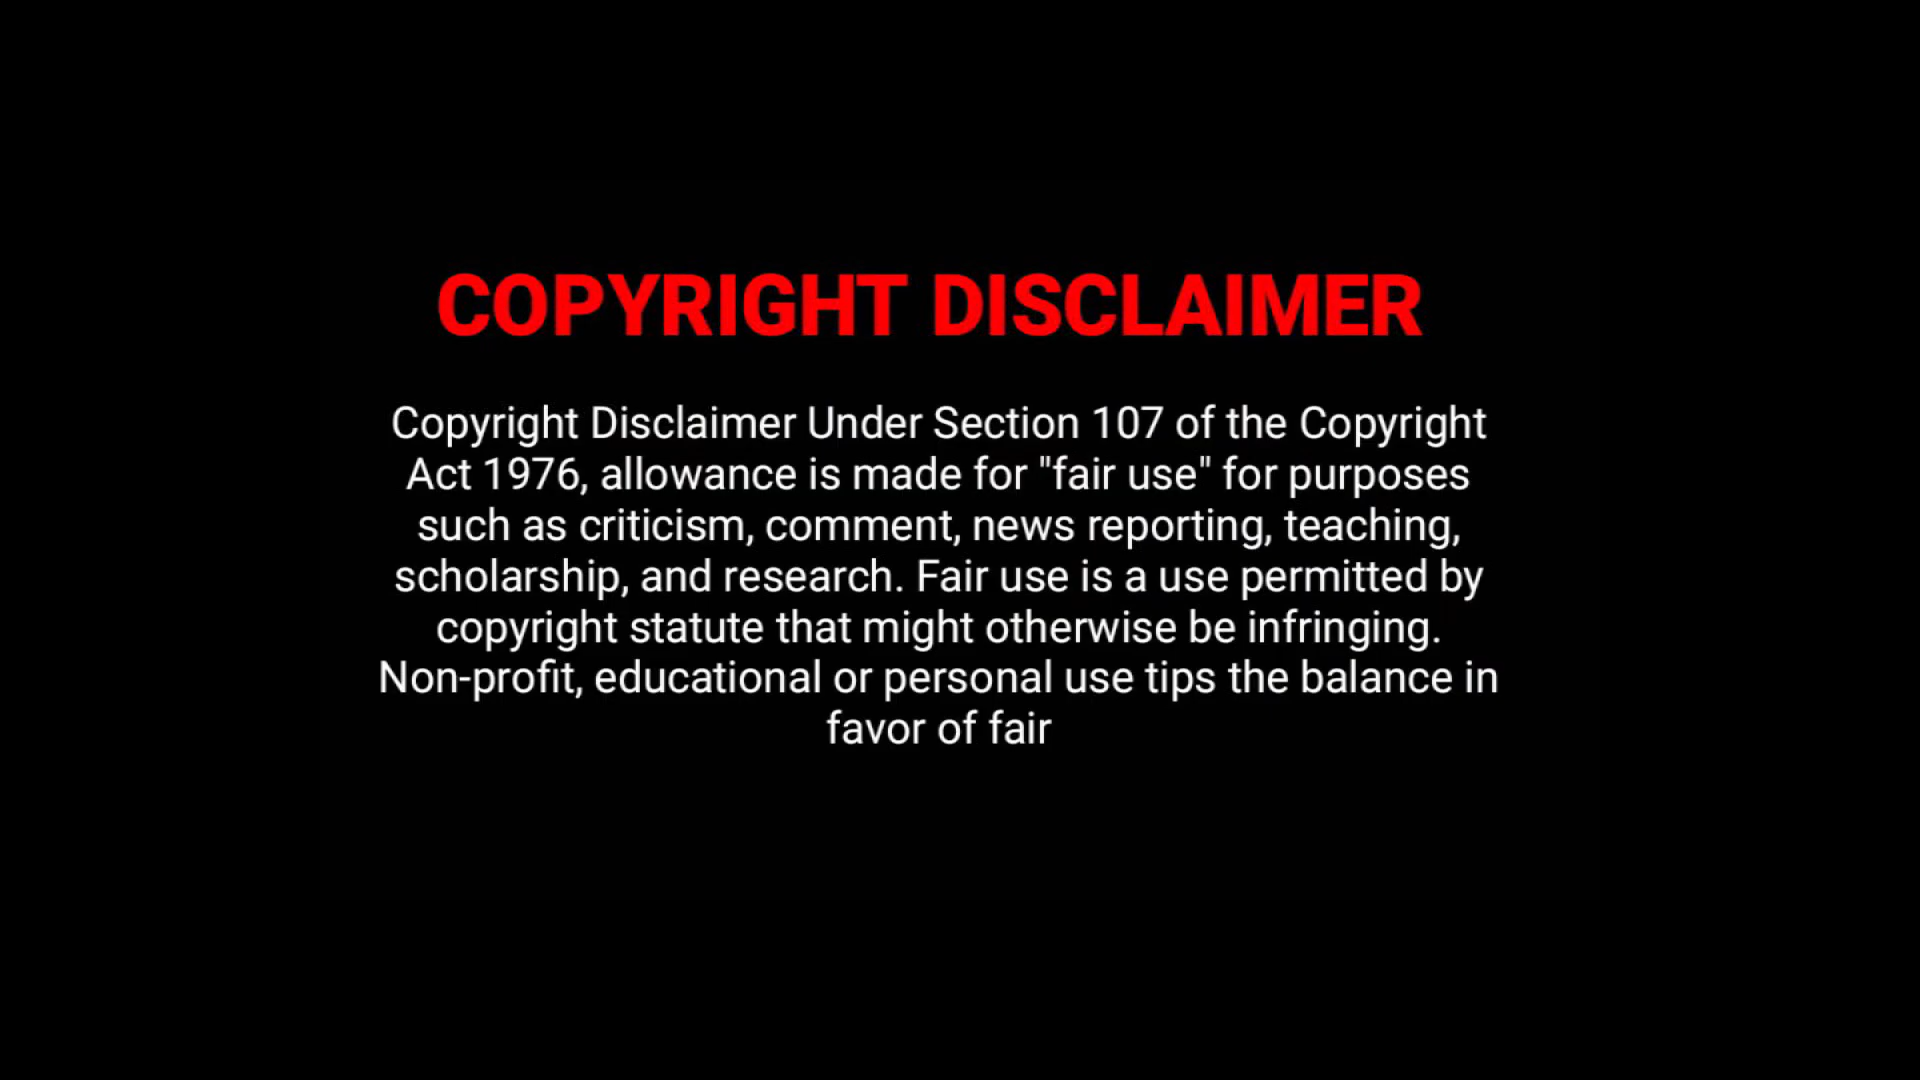 COPYRIGHT DISCLAIMER
Copyright Disclaimer Under Section 107 of the Copyright
Act 1976, allowance is made for "fair use" for purposes
such as criticism, comment, news reporting, teaching,
scholarship, and research. Fair use is a use permitted by
copyright statute that might otherwise be infringing.
Non-profit, educational or personal use tips the balance in
favor of fair